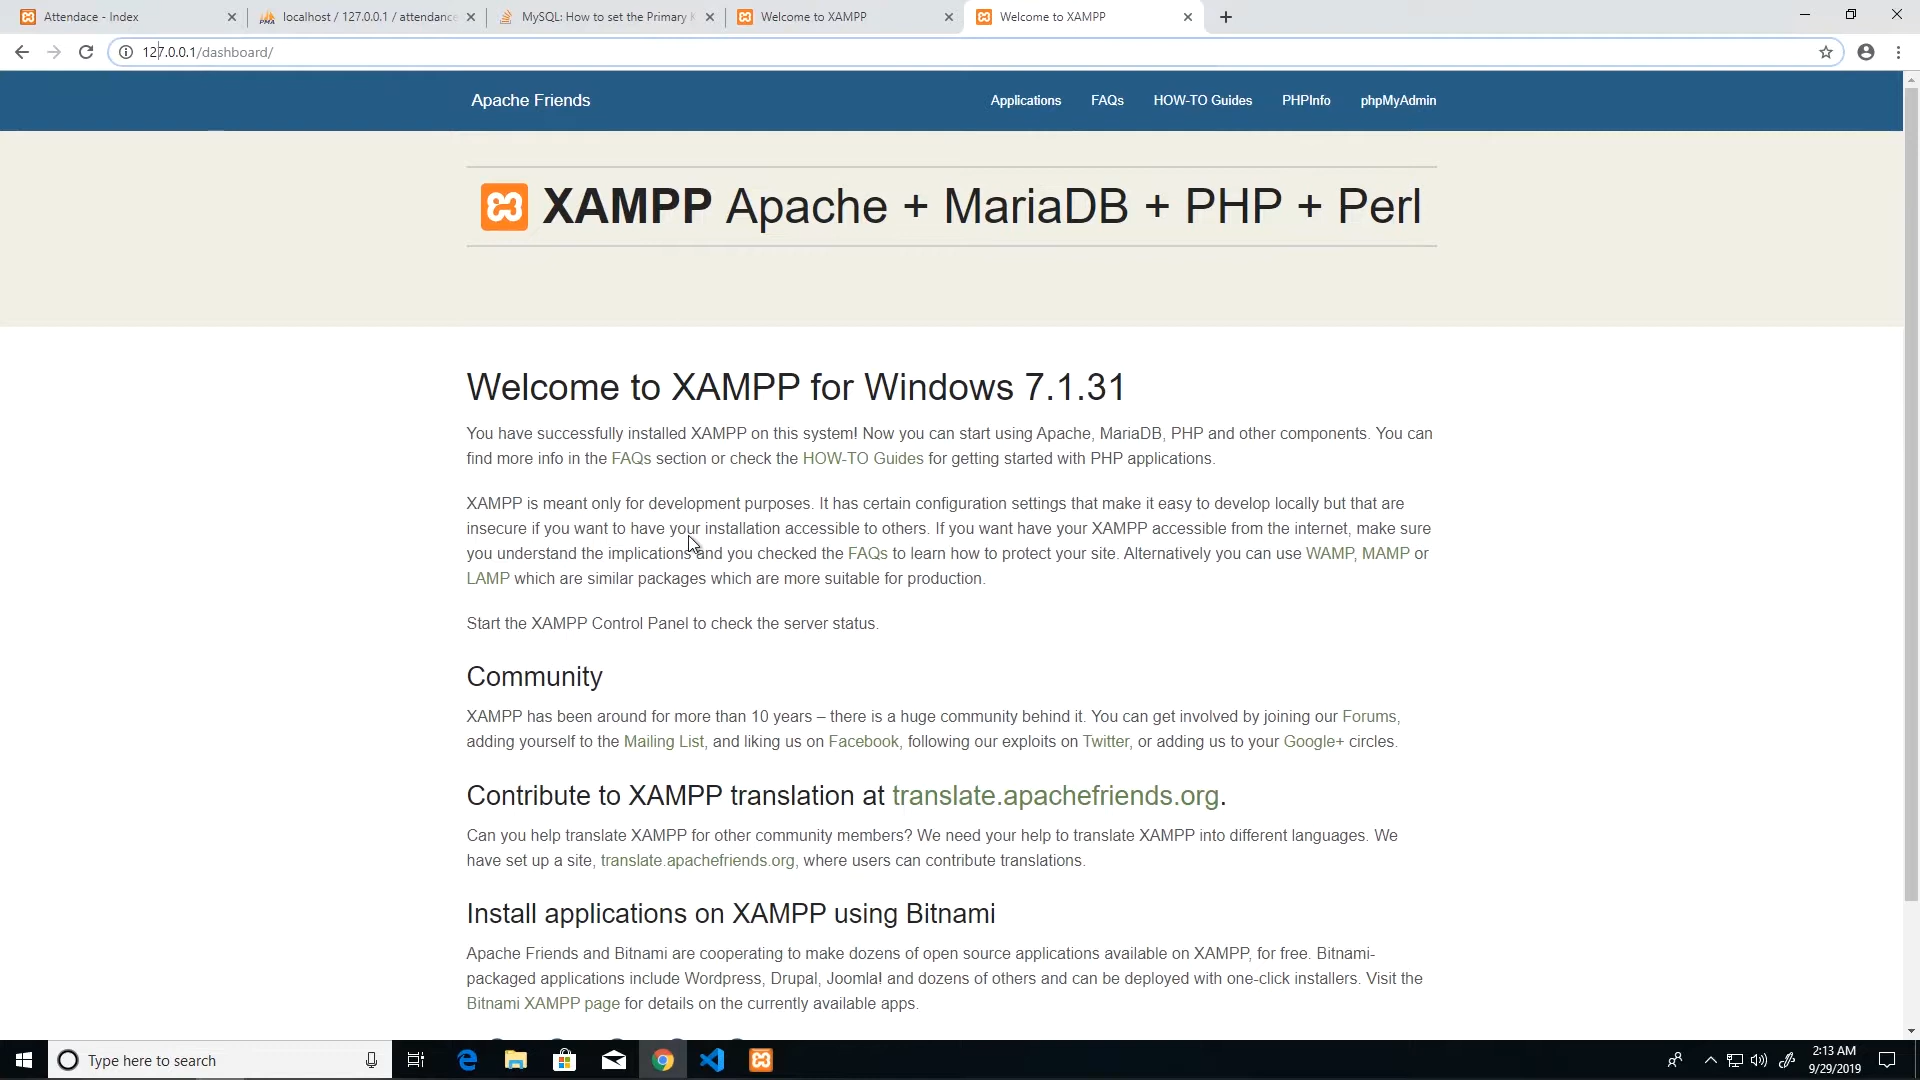 Attendace - Index
localhost / 127.0.0.1 / attendance
MySQL: How to set the Primary K
Welcome to XAMPP
Welcome to XAMPP
127.0.0.1/dashboard/
Apache Friends
Applications
FAQs
HOW-TO Guides
PHPInfo
phpMyAdmin
XAMPP Apache + MariaDB + PHP + Perl
Welcome to XAMPP for Windows 7.1.31
You have successfully installed XAMPP on this system! Now you can start using Apache, MariaDB, PHP and other components. You can
find more info in the FAQs section or check the HOW-TO Guides for getting started with PHP applications.
XAMPP is meant only for development purposes. It has certain configuration settings that make it easy to develop locally but that are
insecure if you want to have your installation accessible to others. If you want have your XAMPP accessible from the internet, make sure
you understand the implications and you checked the FAQs to learn how to protect your site. Alternatively you can use WAMP, MAMP or
LAMP which are similar packages which are more suitable for production.
Start the XAMPP Control Panel to check the server status.
Community
XAMPP has been around for more than 10 years – there is a huge community behind it. You can get involved by joining our Forums,
adding yourself to the Mailing List, and liking us on Facebook, following our exploits on Twitter, or adding us to your Google+ circles.
Contribute to XAMPP translation at translate.apachefriends.org.
Can you help translate XAMPP for other community members? We need your help to translate XAMPP into different languages. We
have set up a site, translate.apachefriends.org, where users can contribute translations.
Install applications on XAMPP using Bitnami
Apache Friends and Bitnami are cooperating to make dozens of open source applications available on XAMPP, for free. Bitnami-
packaged applications include Wordpress, Drupal, Joomla! and dozens of others and can be deployed with one-click installers. Visit the
Bitnami XAMPP page for details on the currently available apps.
Type here to search
2:13 AM
9/29/2019